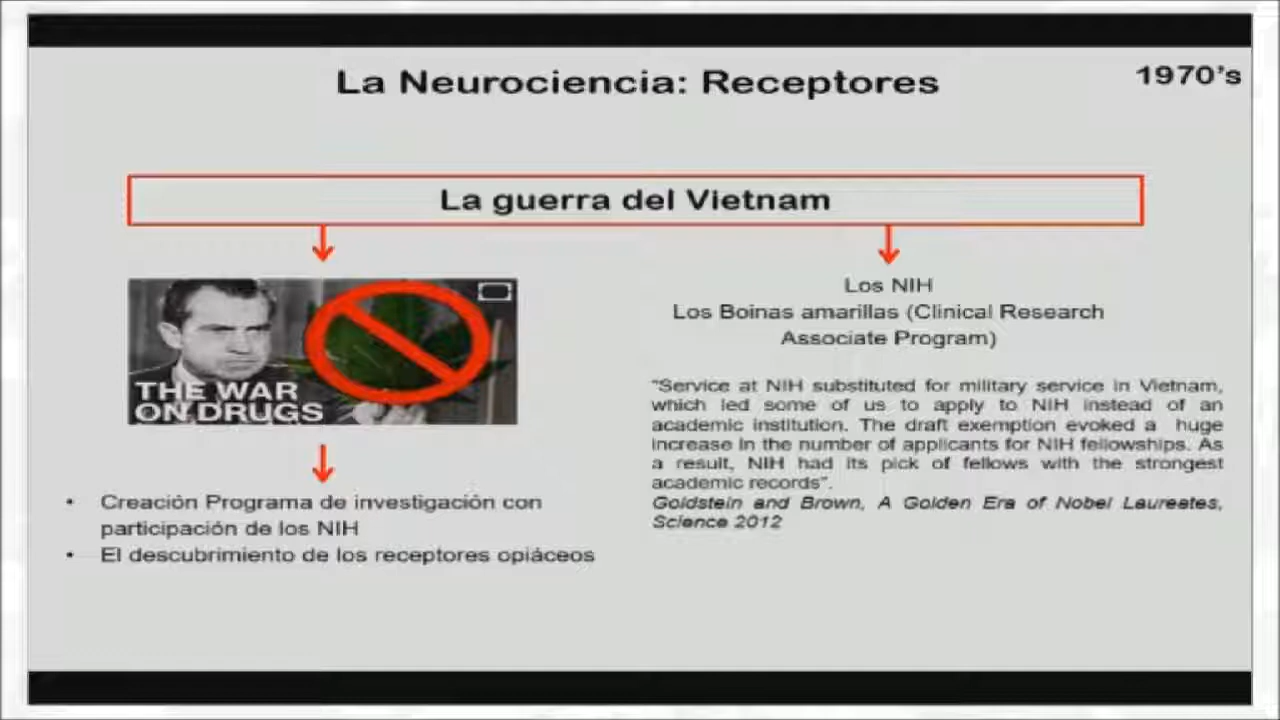 La Neurociencia: Receptores
1970's
La guerra del Vietnam
THE WAR
ON DRUGS
• Creación Programa de investigación con
participación de los NIH
• El descubrimiento de los receptores opiáceos
Los NIH
Los Boinas amarillas (Clinical Research
Associate Program)
"Service at NIH substituted for military service in Vietnam,
which led some of us to apply to NIH instead of an
academic institution. The draft exemption evoked a huge
increase in the number of applicants for NIH fellowships. As
a result, NIH had its pick of fellows with the strongest
academic records".
Goldstein and Brown, A Golden Era of Nobel Laureates,
Science 2012